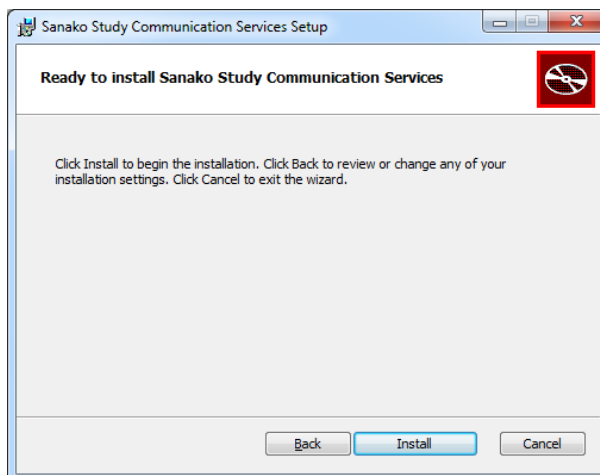 Sanako Study Communication Services Setup
Ready to install Sanako Study Communication Services
Click Install to begin the installation. Click Back to review or change any of your
installation settings. Click Cancel to exit the wizard.
Back Install Cancel